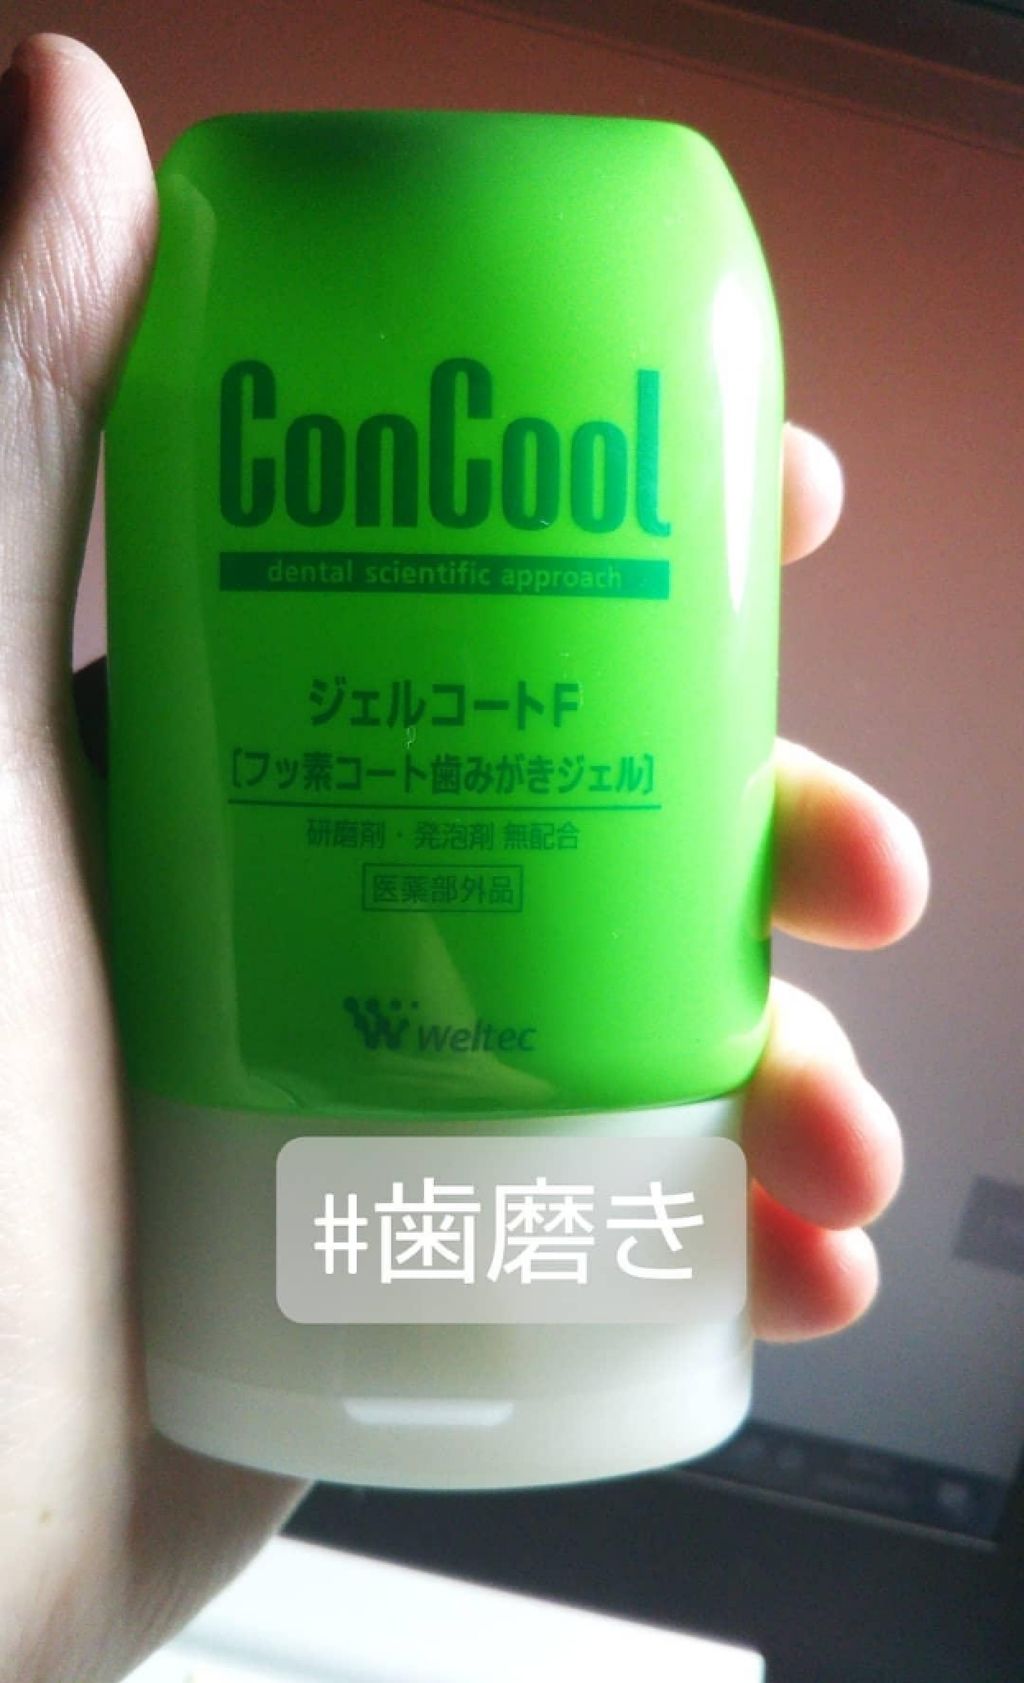 ConCool
dental scientific approach
ジェルコートF
[フッ素コート歯みがきジェル]
研磨剤・発泡剤 無配合
医薬部外品
weltec
#歯磨き